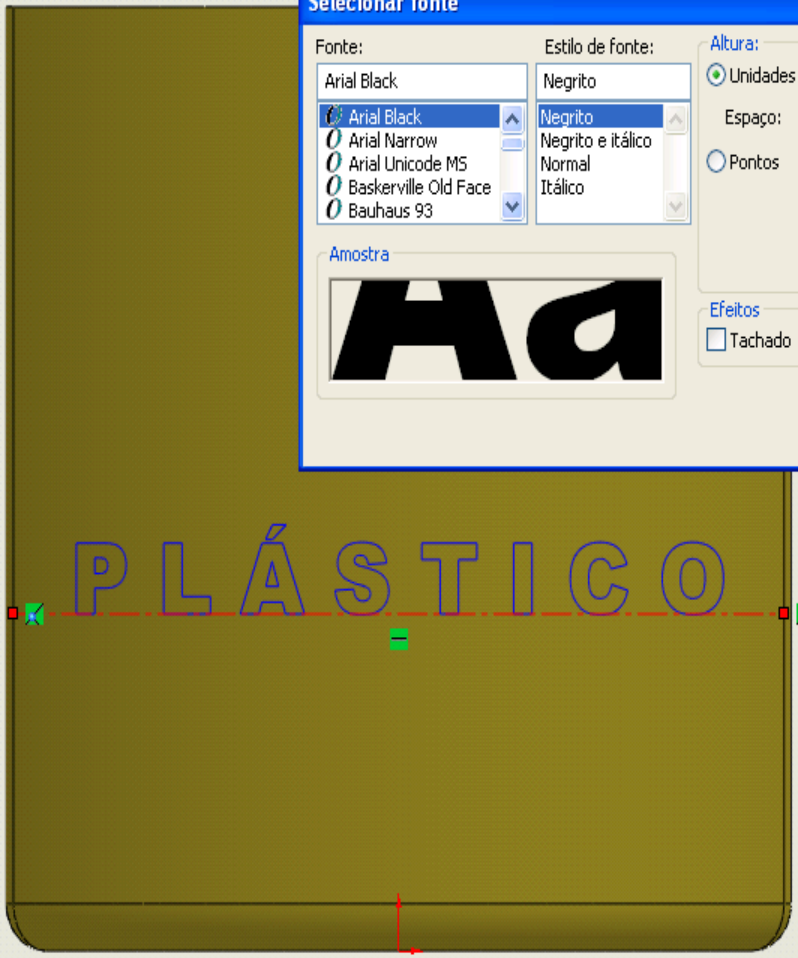 Selecionar fonte
Fonte:
Arial Black
Arial Black
Arial Narrow
Arial Unicode MS
Baskerville Old Face
Bauhaus 93
Estilo de fonte:
Negrito
Negrito
Negrito e itálico
Normal
Itálico
Altura:
Unidades
Espaço:
Pontos
Amostra
Aa
Efeitos
Tachado
PLÁSTICO